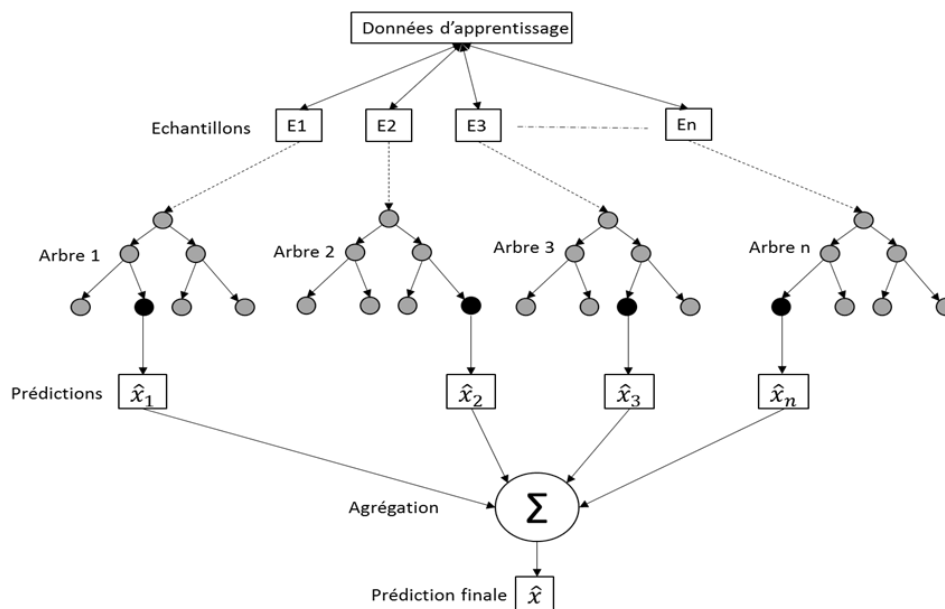 Données d'apprentissage
Echantillons E1 E2 E3 En
Arbre 1 Arbre 2 Arbre 3 Arbre n
Prédictions x̂₁ x̂₂ x̂₃ x̂ₙ
Agrégation Σ
Prédiction finale x̂